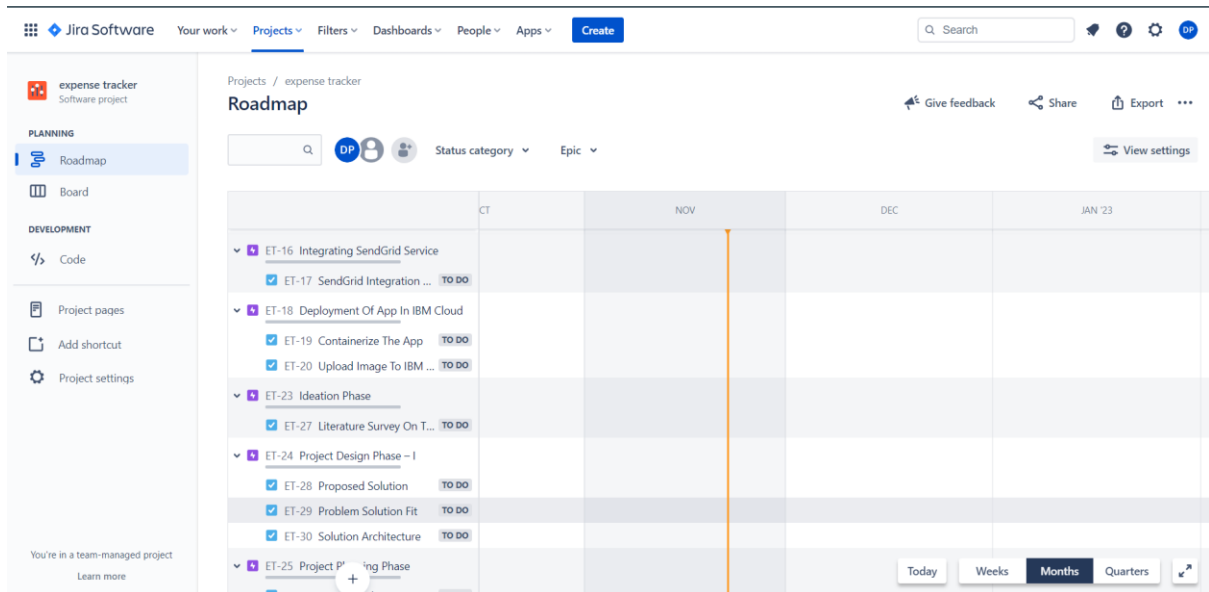 Jira Software Your work Projects Filters Dashboards People Apps Create Search DP
expense tracker
Software project
PLANNING
Roadmap
Board
DEVELOPMENT
Code
Project pages
Add shortcut
Project settings
You're in a team-managed project
Learn more
Projects / expense tracker
Roadmap
Give feedback Share Export
DP Status category Epic View settings
CT NOV DEC JAN '23
ET-16 Integrating SendGrid Service
ET-17 SendGrid Integration ... TO DO
ET-18 Deployment Of App In IBM Cloud
ET-19 Containerize The App TO DO
ET-20 Upload Image To IBM ... TO DO
ET-23 Ideation Phase
ET-27 Literature Survey On T... TO DO
ET-24 Project Design Phase – I
ET-28 Proposed Solution TO DO
ET-29 Problem Solution Fit TO DO
ET-30 Solution Architecture TO DO
ET-25 Project Phase
Today Weeks Months Quarters